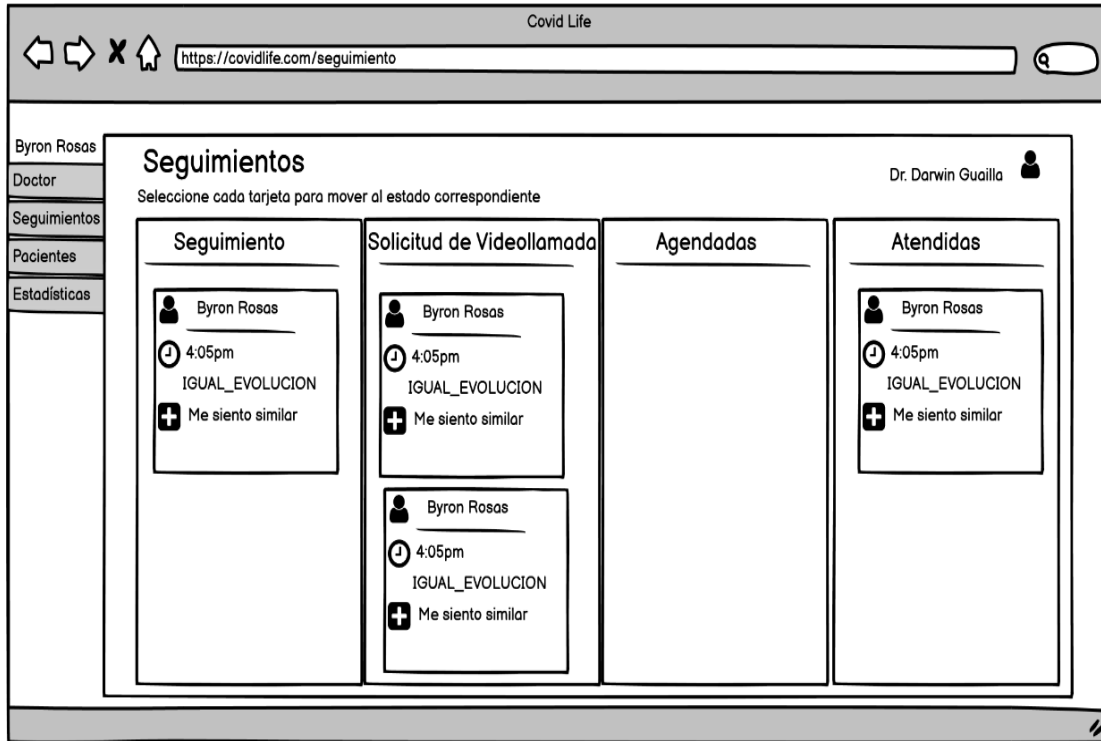 Covid Life
https://covidlife.com/seguimiento
Byron Rosas
Doctor
Seguimientos
Pacientes
Estadísticas
Seguimientos
Dr. Darwin Guailla
Seleccione cada tarjeta para mover al estado correspondiente
Seguimiento
Byron Rosas
4:05pm
IGUAL_EVOLUCION
Me siento similar
Solicitud de Videollamada
Byron Rosas
4:05pm
IGUAL_EVOLUCION
Me siento similar
Byron Rosas
4:05pm
IGUAL_EVOLUCION
Me siento similar
Agendadas
Atendidas
Byron Rosas
4:05pm
IGUAL_EVOLUCION
Me siento similar